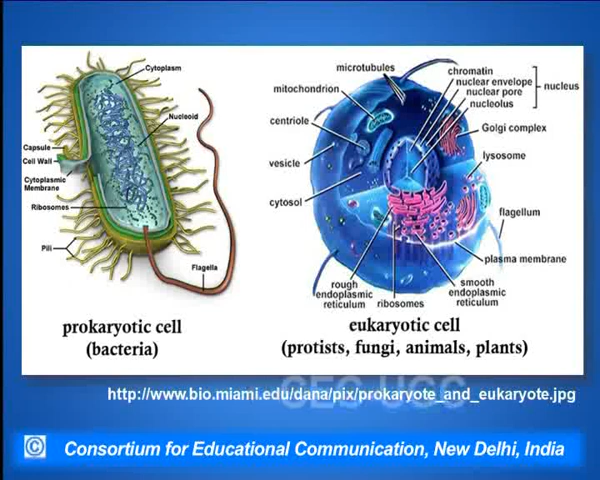 Cytoplasm
Nucleoid
Capsule
Cell Wall
Cytoplasmic
Membrane
Ribosomes
Pili
Flagella
prokaryotic cell
(bacteria)
microtubules
mitochondrion
centriole
vesicle
cytosol
chromatin
nuclear envelope
nuclear pore
nucleolus
nucleus
Golgi complex
lysosome
flagellum
plasma membrane
rough
endoplasmic
reticulum
ribosomes
smooth
endoplasmic
reticulum
eukaryotic cell
(protists, fungi, animals, plants)
CEC UGC
http://www.bio.miami.edu/dana/pix/prokaryote_and_eukaryote.jpg
© Consortium for Educational Communication, New Delhi, India